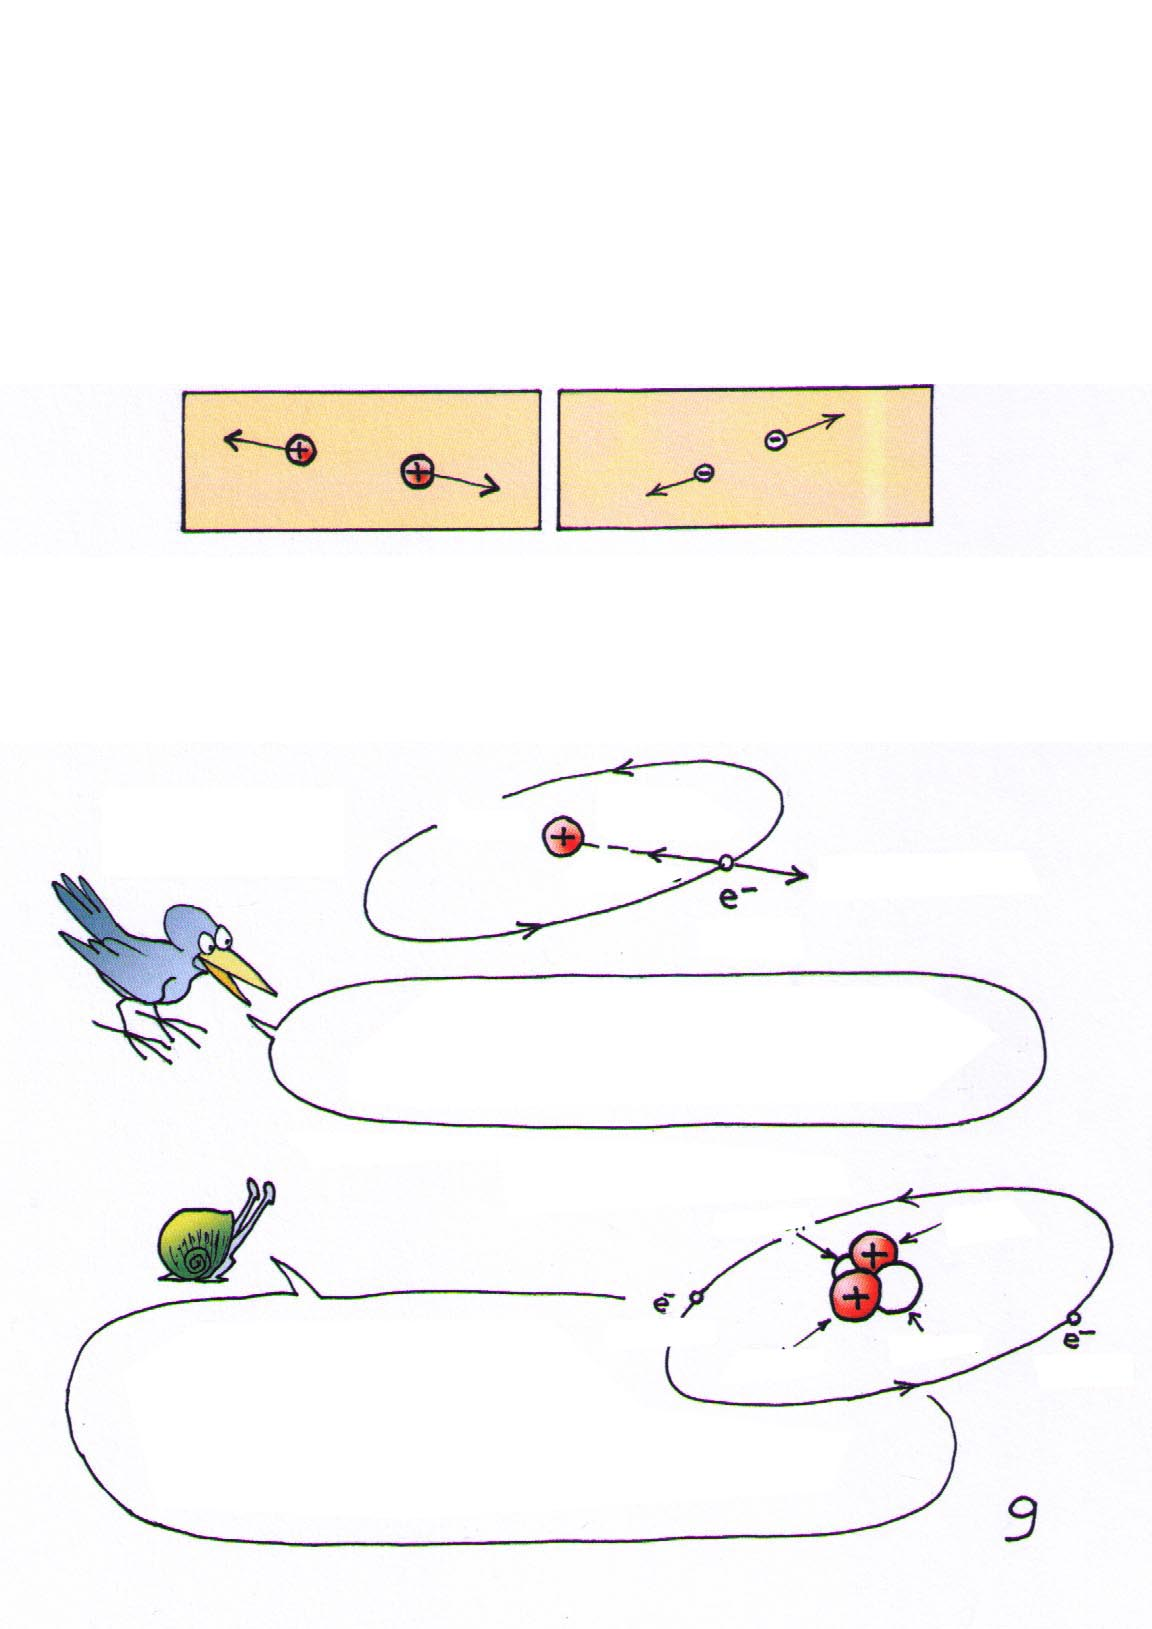 +
+
-
-
+
e-
+
e-
+
e-
9